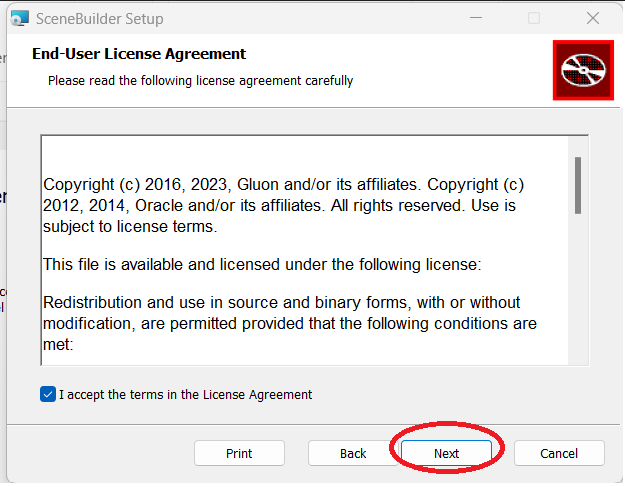 SceneBuilder Setup
End-User License Agreement
Please read the following license agreement carefully
Copyright (c) 2016, 2023, Gluon and/or its affiliates. Copyright (c)
2012, 2014, Oracle and/or its affiliates. All rights reserved. Use is
subject to license terms.
This file is available and licensed under the following license:
Redistribution and use in source and binary forms, with or without
modification, are permitted provided that the following conditions are
met:
I accept the terms in the License Agreement
Print Back Next Cancel